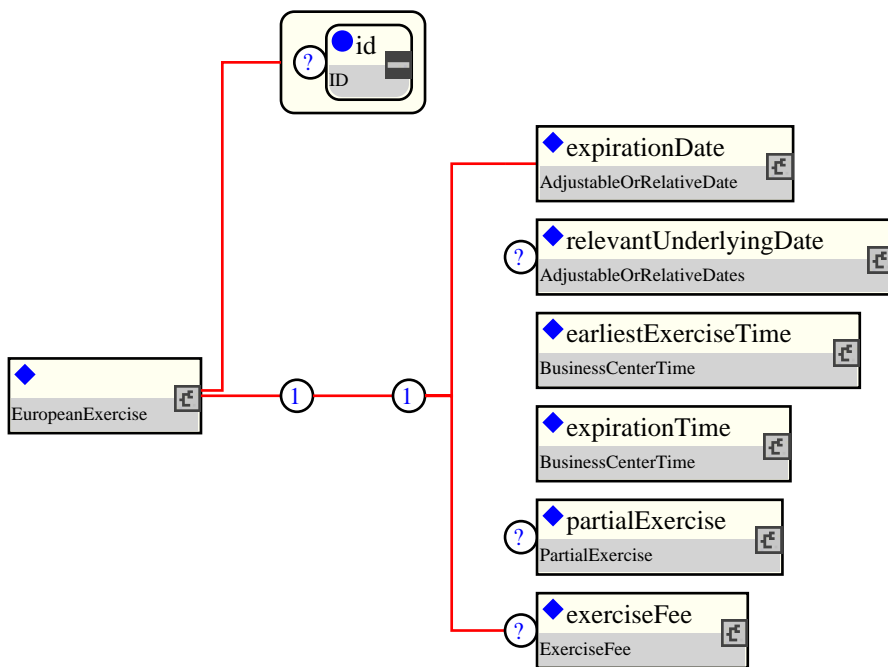 id
?
ID
expirationDate
AdjustableOrRelativeDate
relevantUnderlyingDate
?
AdjustableOrRelativeDates
earliestExerciseTime
BusinessCenterTime
EuropeanExercise
1
1
expirationTime
BusinessCenterTime
partialExercise
?
PartialExercise
exerciseFee
?
ExerciseFee